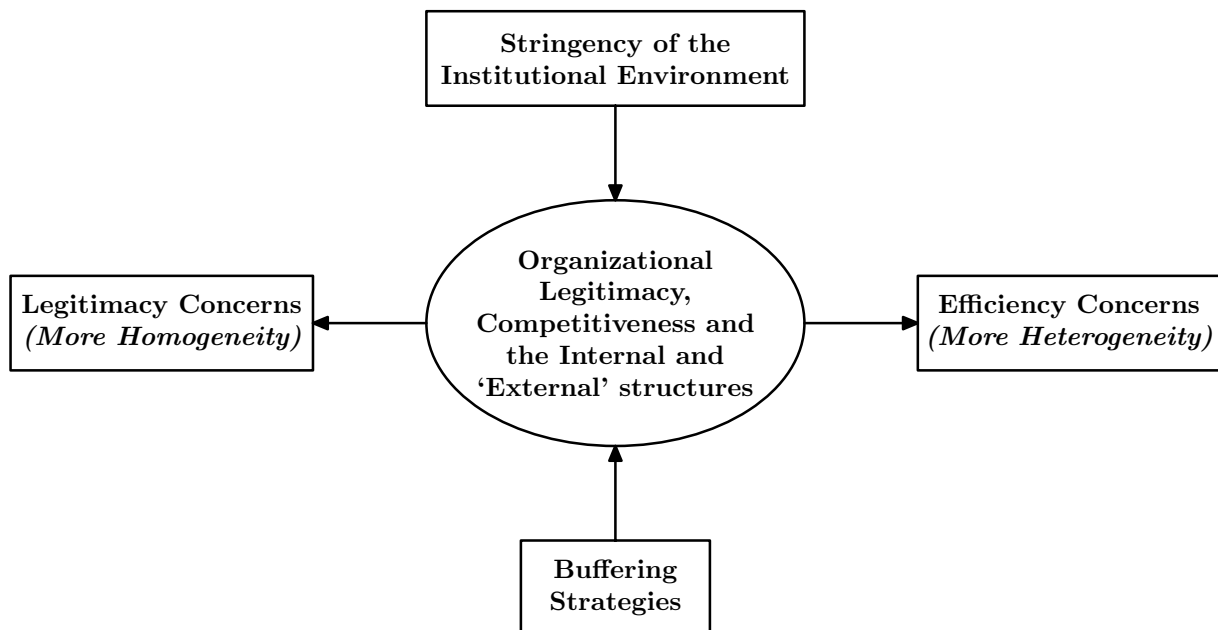 Stringency of the
Institutional Environment
Organizational
Legitimacy,
Competitiveness and
the Internal and
‘External’ structures
Legitimacy Concerns
(More Homogeneity)
Efficiency Concerns
(More Heterogeneity)
Buffering
Strategies